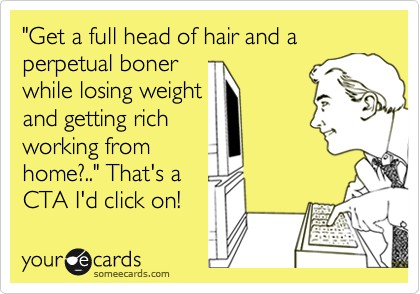 "Get a full head of hair and a
perpetual boner
while losing weight
and getting rich
working from
home?.." That's a
CTA I'd click on!
your e cards
someecards.com